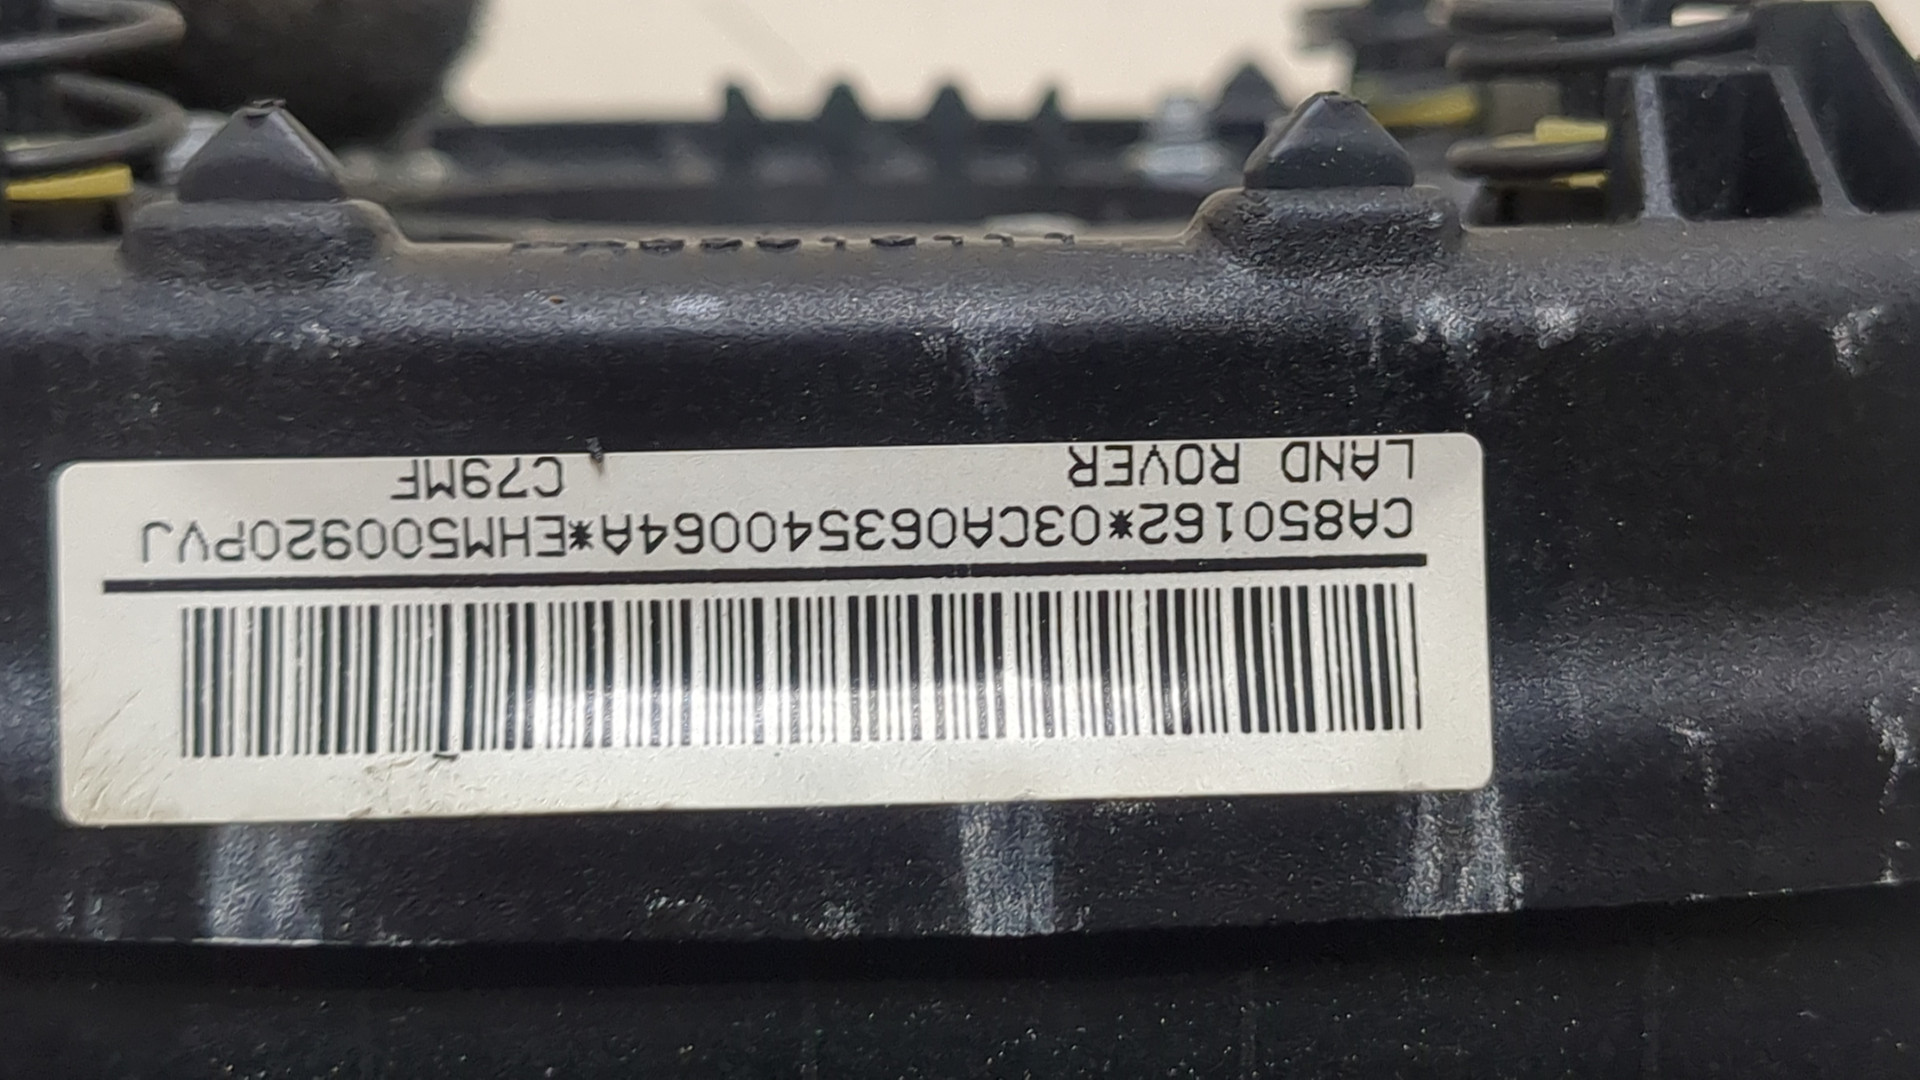 CA850162*03CA063540064A*EHM500920PVJ
LAND ROVER C79MF